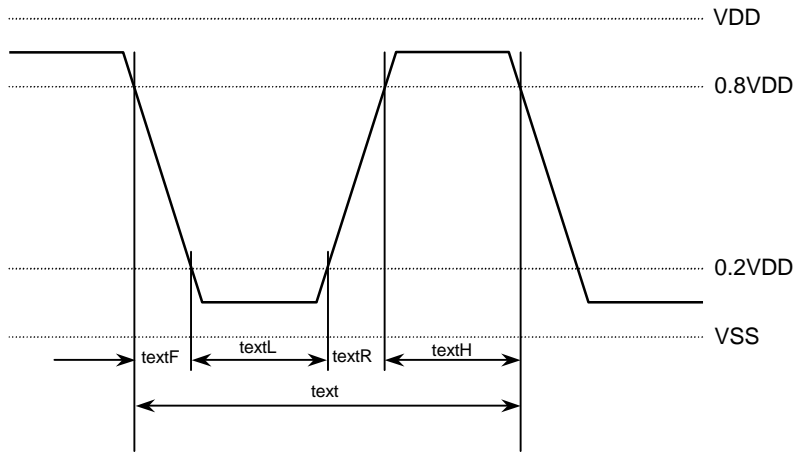 VDD
0.8VDD
0.2VDD
VSS
textF textL textR textH
text